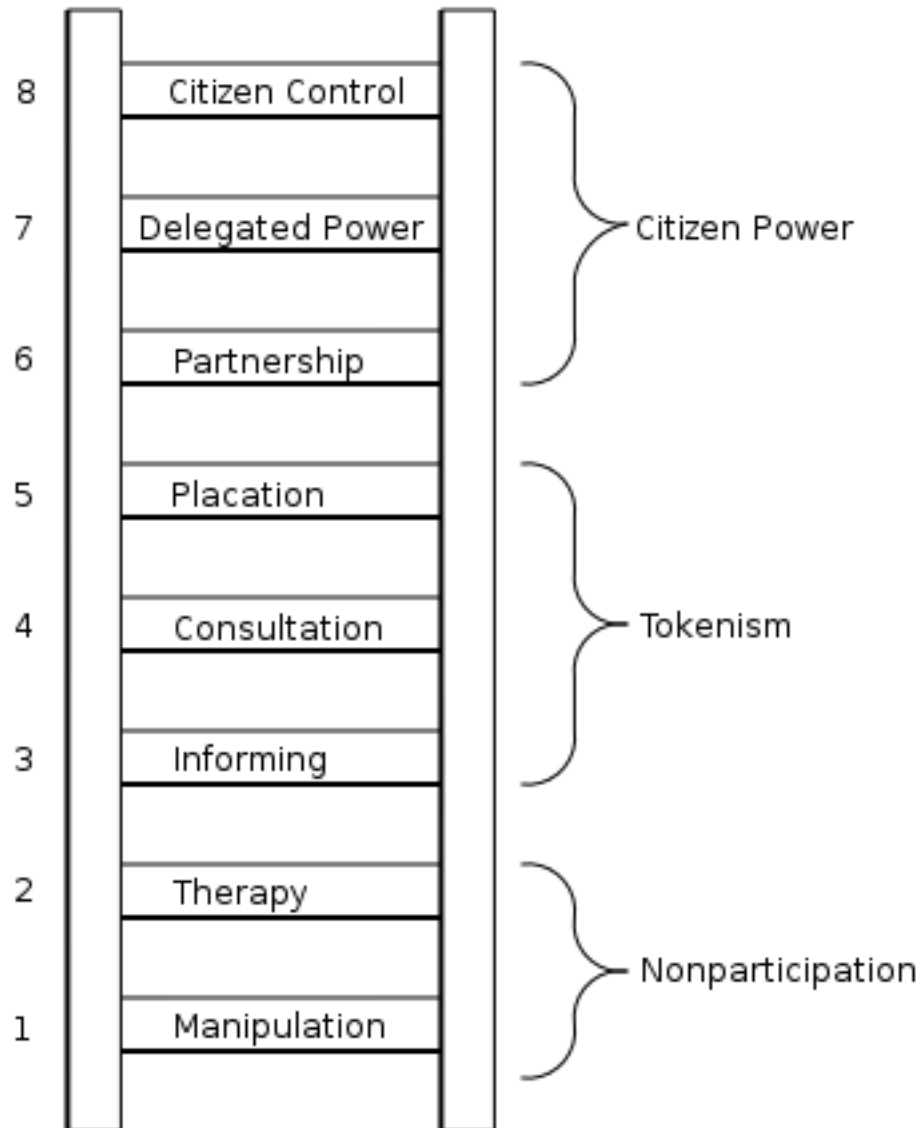 8 Citizen Control
7 Delegated Power
Citizen Power
6 Partnership
5 Placation
4 Consultation
Tokenism
3 Informing
2 Therapy
Nonparticipation
1 Manipulation